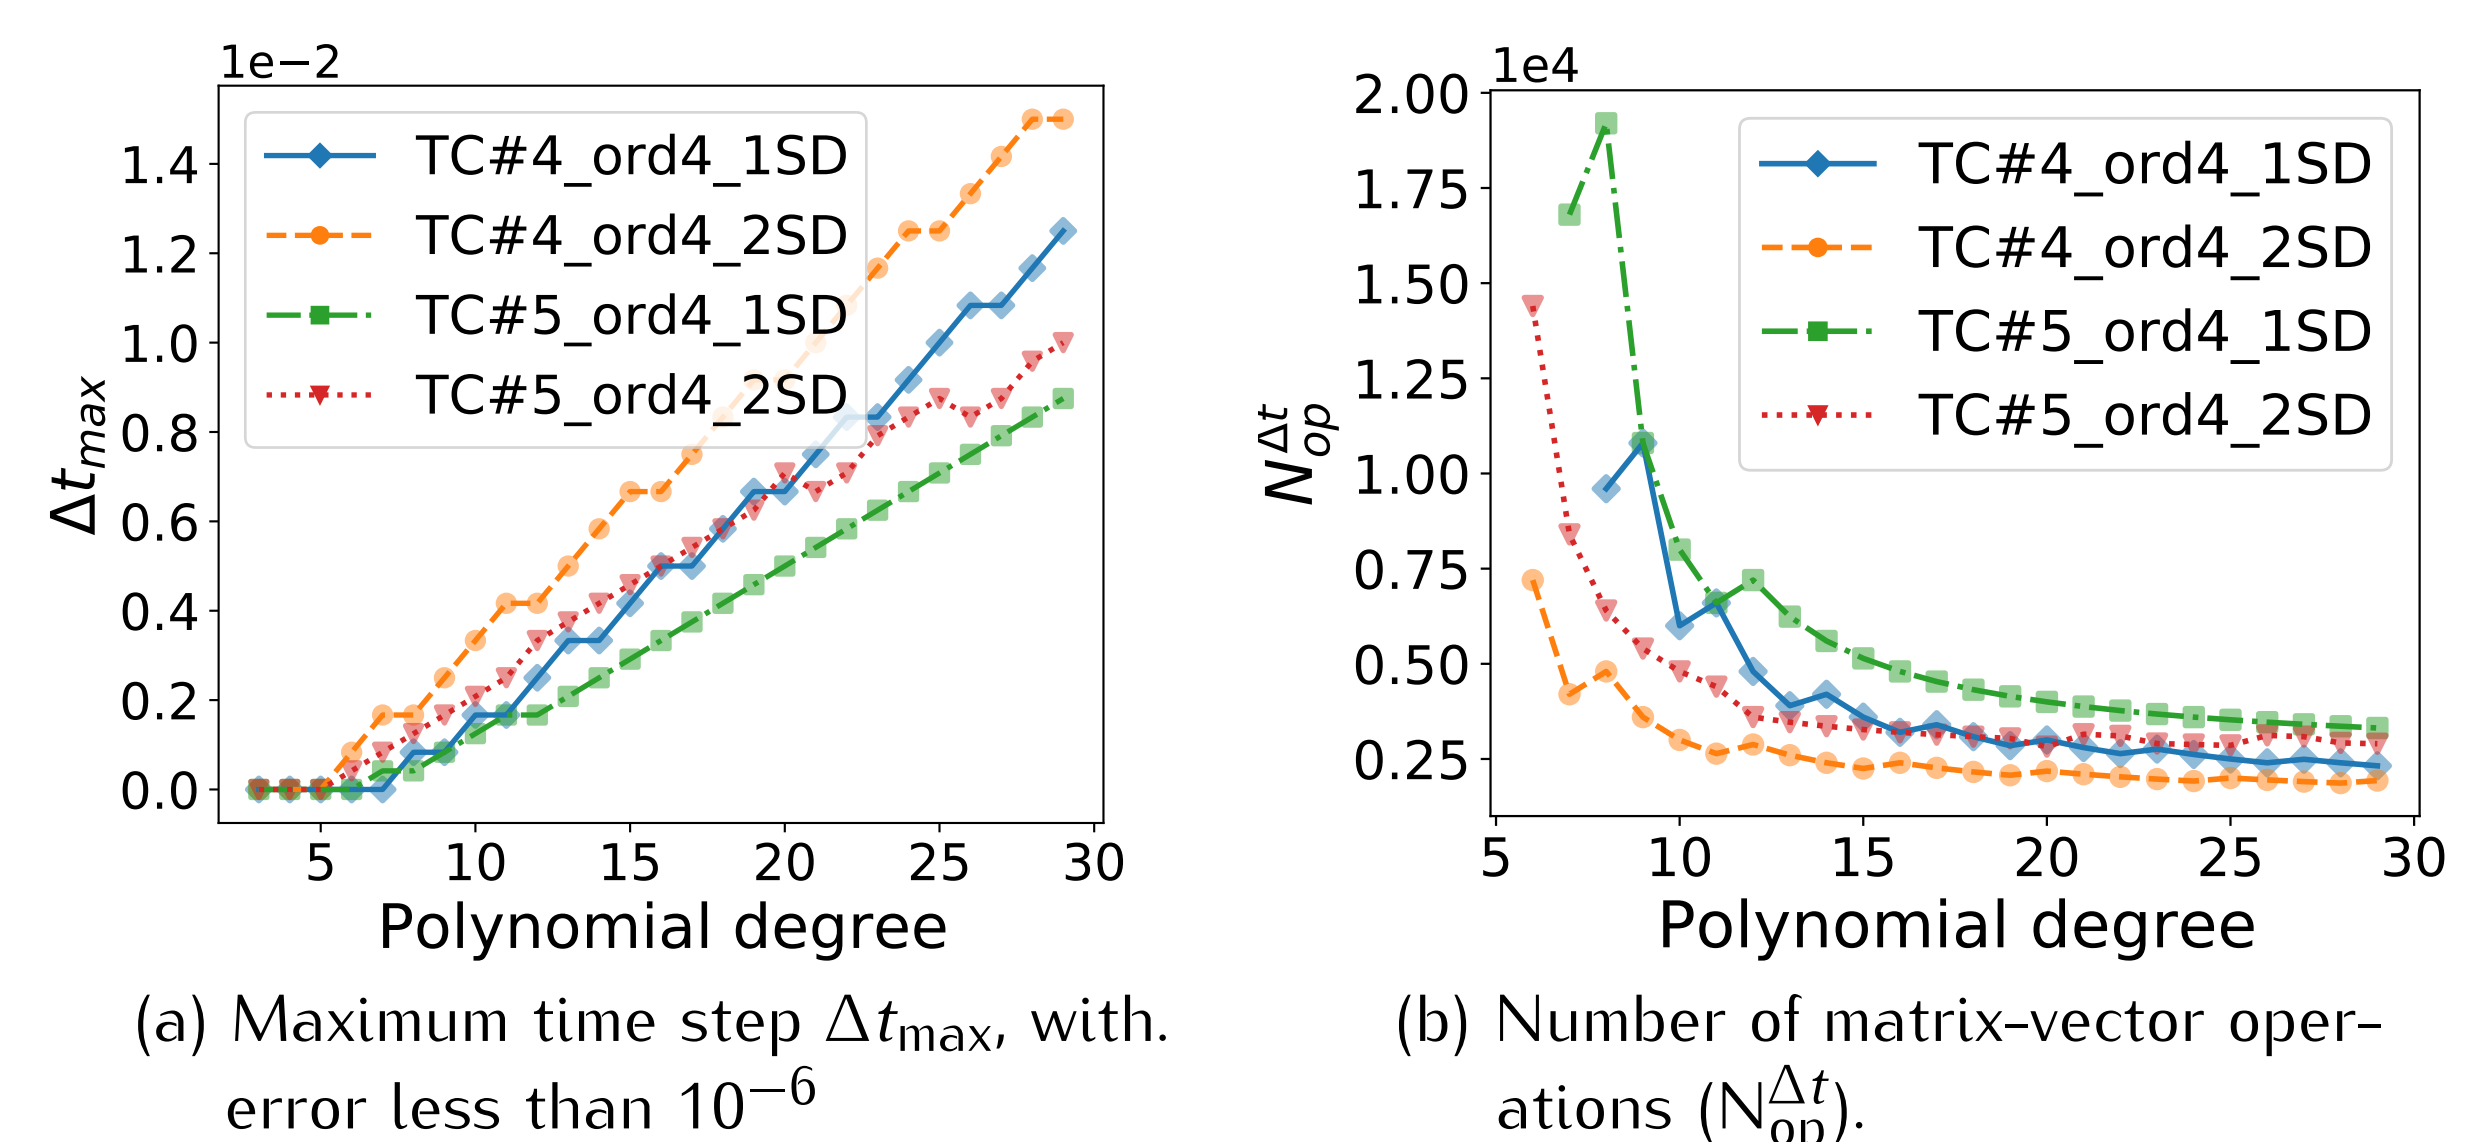 1e−2
1.4
1.2
1.0
0.8
0.6
0.4
0.2
0.0
Δt_max
TC#4_ord4_1SD
TC#4_ord4_2SD
TC#5_ord4_1SD
TC#5_ord4_2SD
5 10 15 20 25 30
Polynomial degree
(a) Maximum time step Δt_max, with.
error less than 10^−6
1e4
2.00
1.75
1.50
1.25
1.00
0.75
0.50
0.25
N_op^Δt
TC#4_ord4_1SD
TC#4_ord4_2SD
TC#5_ord4_1SD
TC#5_ord4_2SD
5 10 15 20 25 30
Polynomial degree
(b) Number of matrix–vector oper–
ations (N_op^Δt).